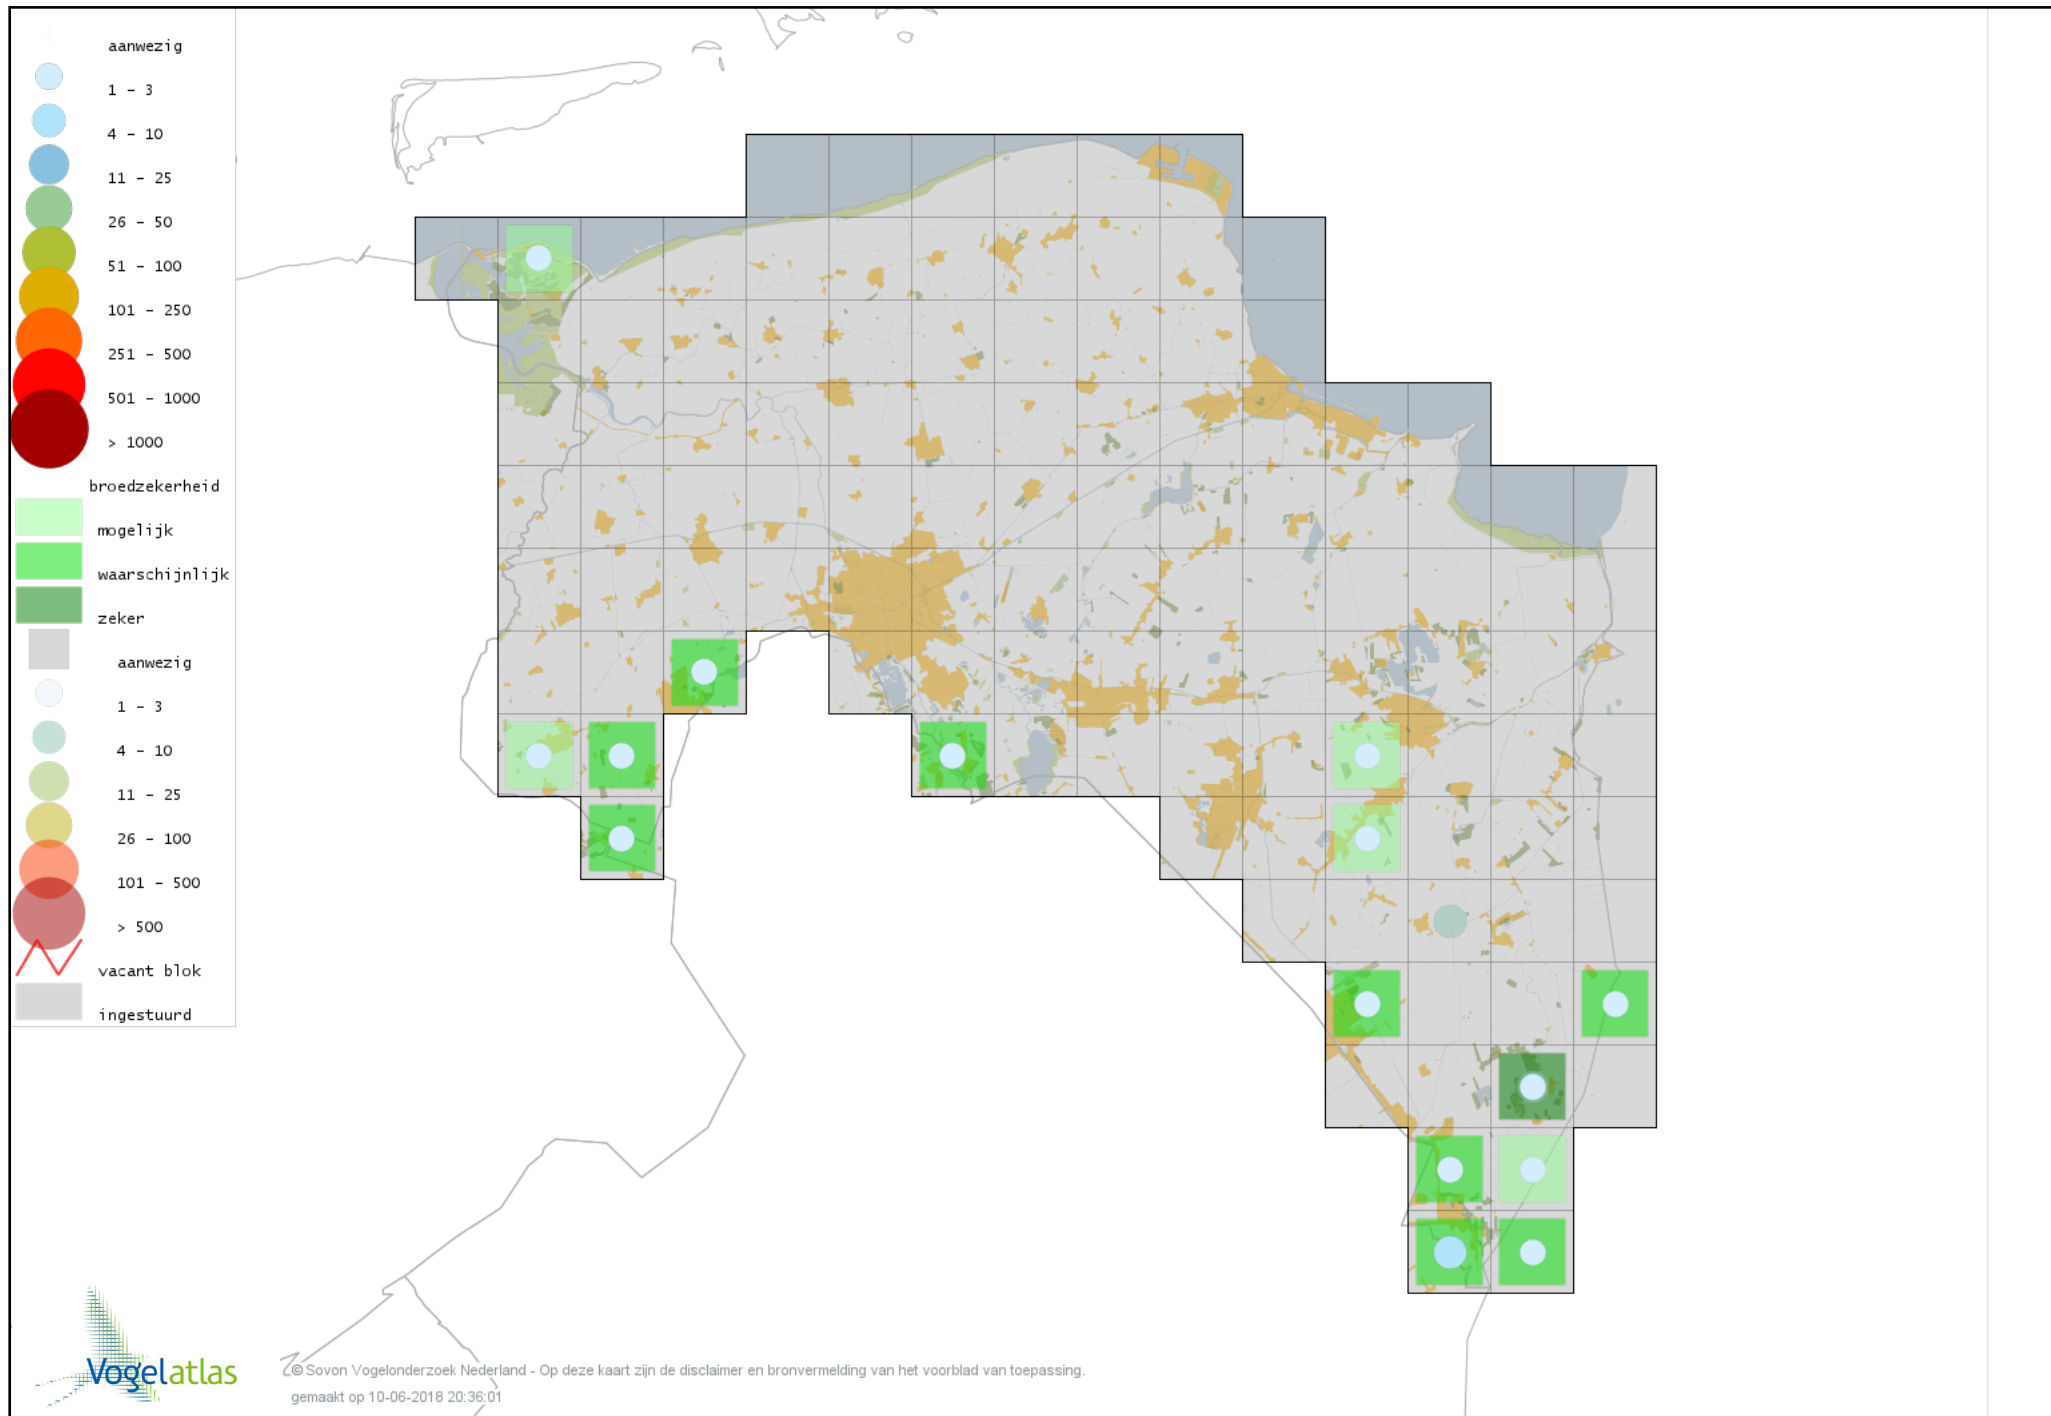 aanwezig
1 - 3
4 - 10
11 - 25
26 - 50
51 - 100
101 - 250
251 - 500
501 - 1000
> 1000
broedzekerheid
mogelijk
waarschijnlijk
zeker
aanwezig
1 - 3
4 - 10
11 - 25
26 - 100
101 - 500
> 500
vacant blok
ingestuurd
Vogelatlas
© Sovon Vogelonderzoek Nederland - Op deze kaart zijn de disclaimer en bronvermelding van het voorblad van toepassing.
gemaakt op 10-06-2018 20:36:01